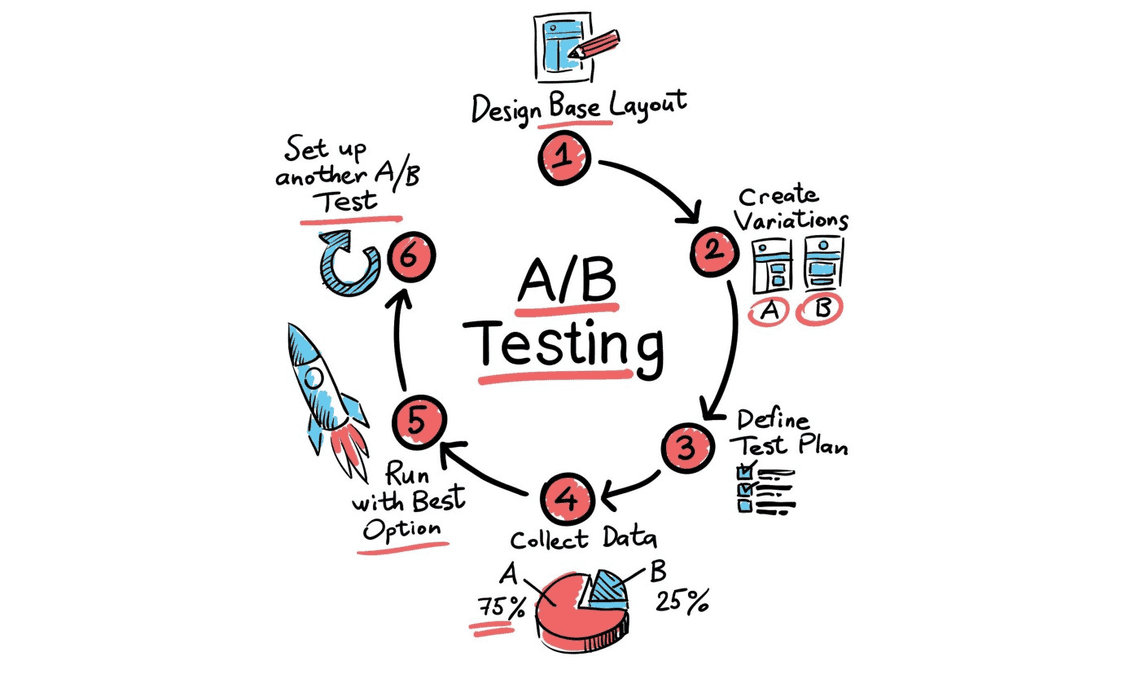 Design Base Layout
1
Create
Variations
2
A B
Define
Test Plan
3
4
Collect Data
A B
75% 25%
5
Run
with Best
Option
Set up
another A/B
Test
6
A/B
Testing